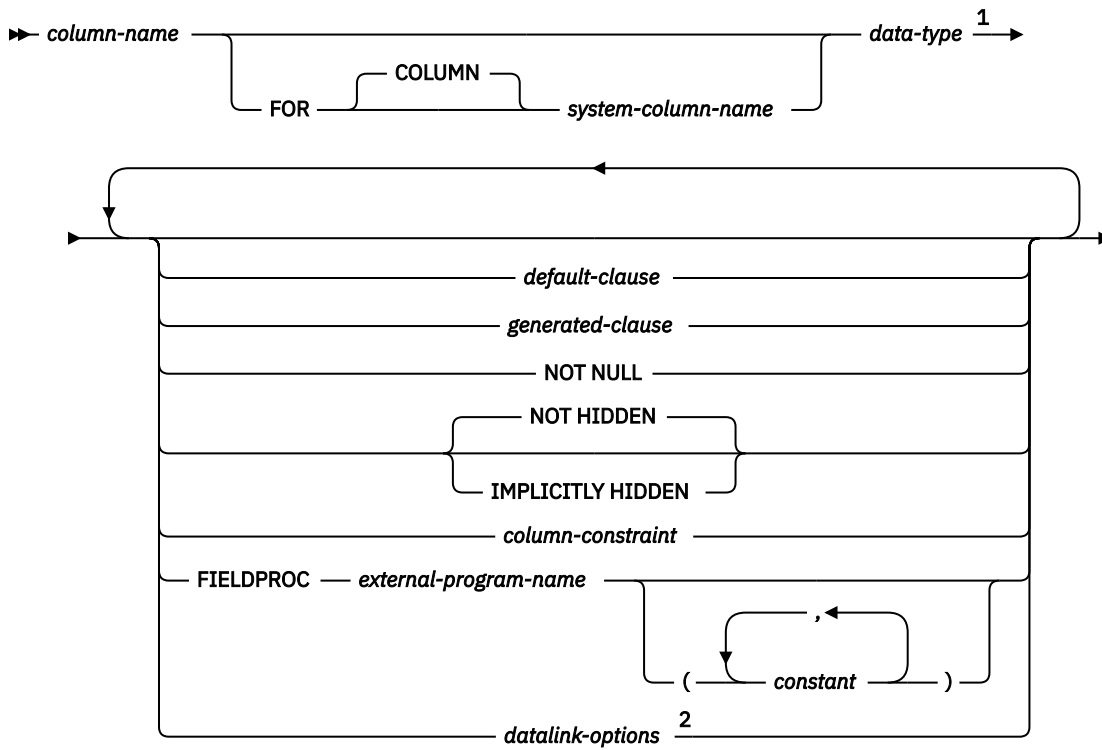 column-name data-type 1
COLUMN
FOR system-column-name
default-clause
generated-clause
NOT NULL
NOT HIDDEN
IMPLICITLY HIDDEN
column-constraint
FIELDPROC external-program-name
,
( constant )
datalink-options 2